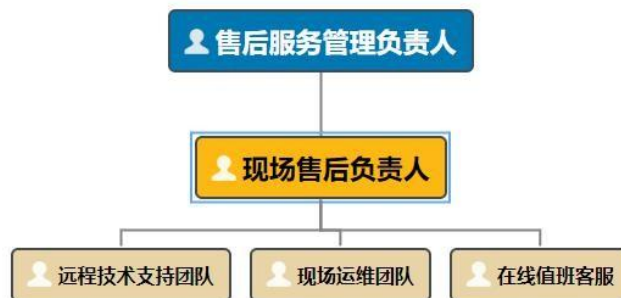 售后服务管理负责人
现场售后负责人
远程技术支持团队
现场运维团队
在线值班客服